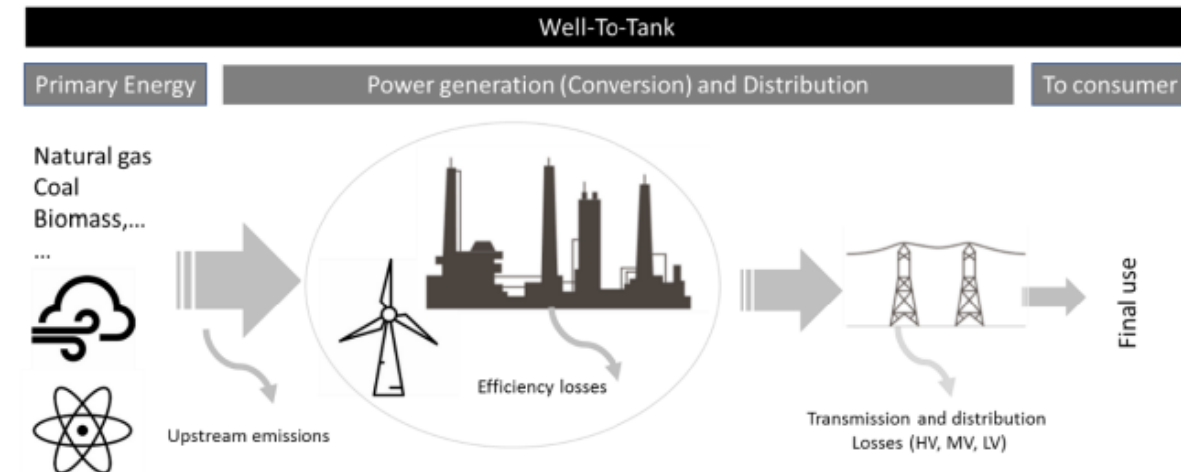 Well-To-Tank
Primary Energy
Power generation (Conversion) and Distribution
To consumer
Natural gas
Coal
Biomass,...
...
Upstream emissions
Efficiency losses
Transmission and distribution
Losses (HV, MV, LV)
Final use